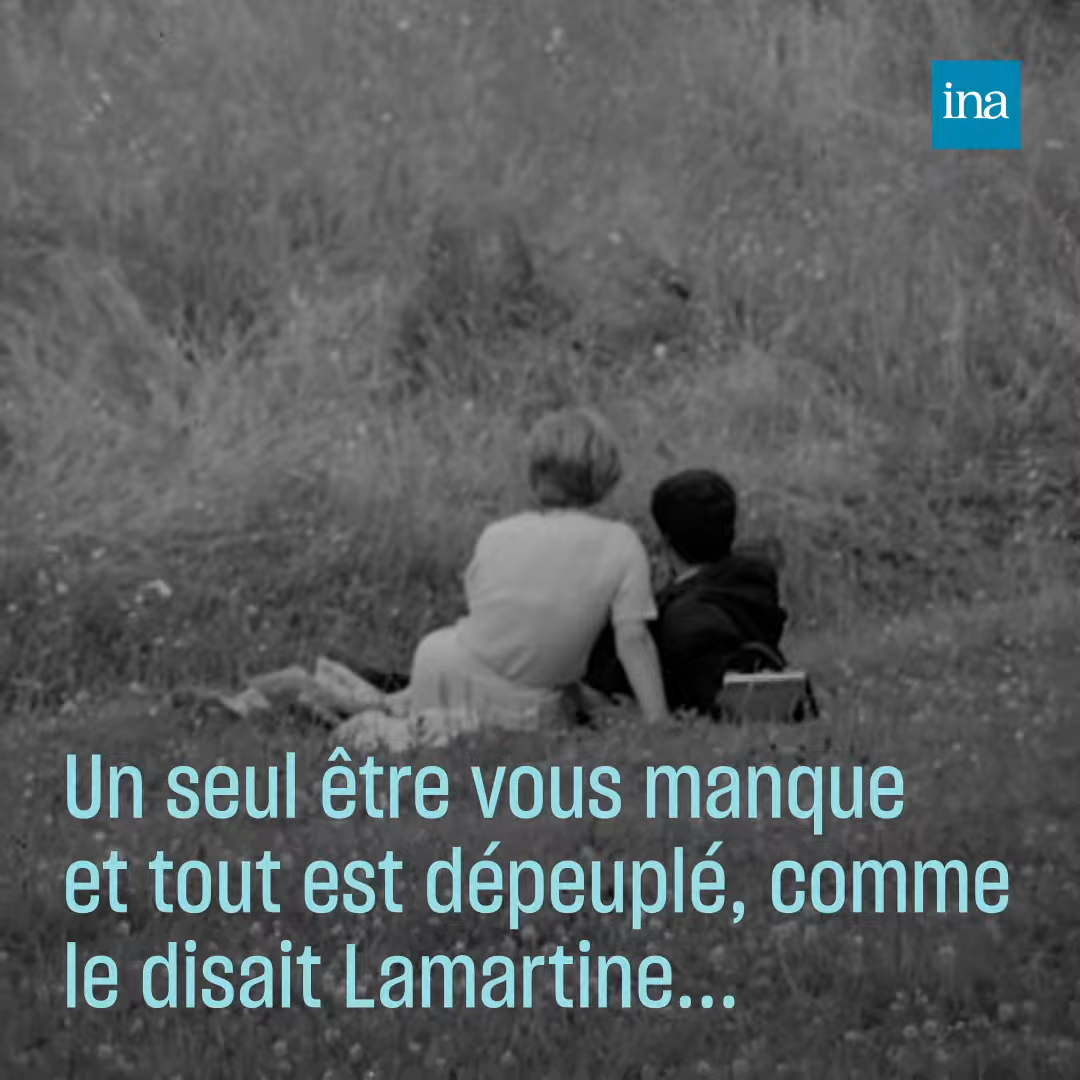 ina
Un seul être vous manque
et tout est dépeuplé, comme
le disait Lamartine...